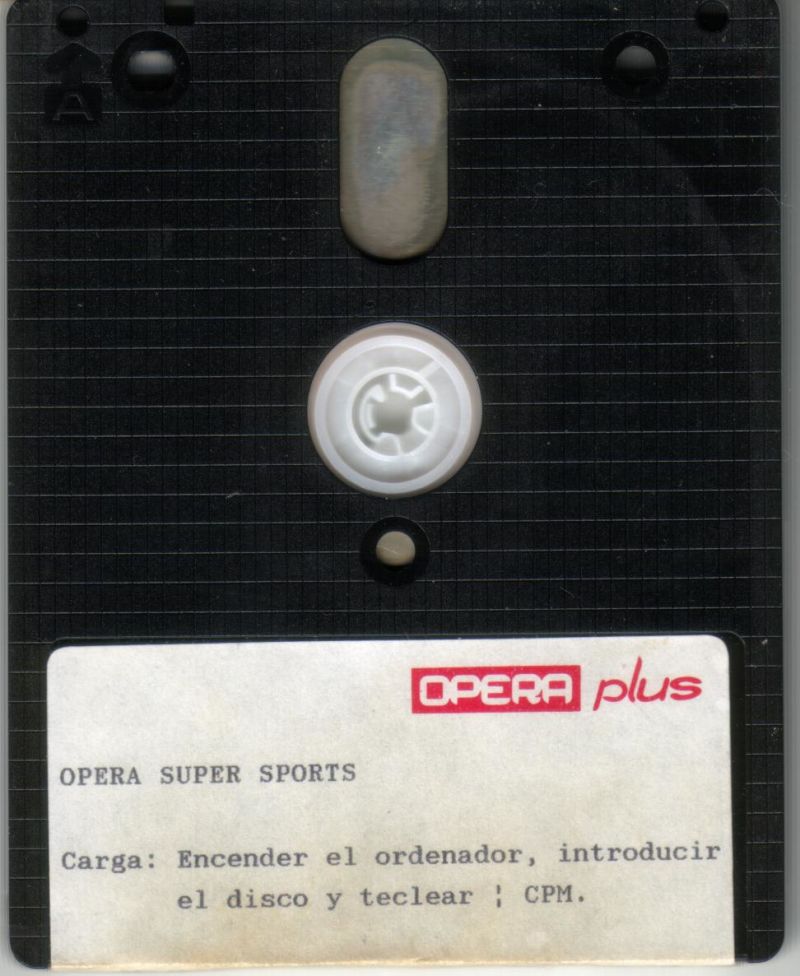 A
OPERA plus
OPERA SUPER SPORTS
Carga: Encender el ordenador, introducir
el disco y teclear ¦ CPM.